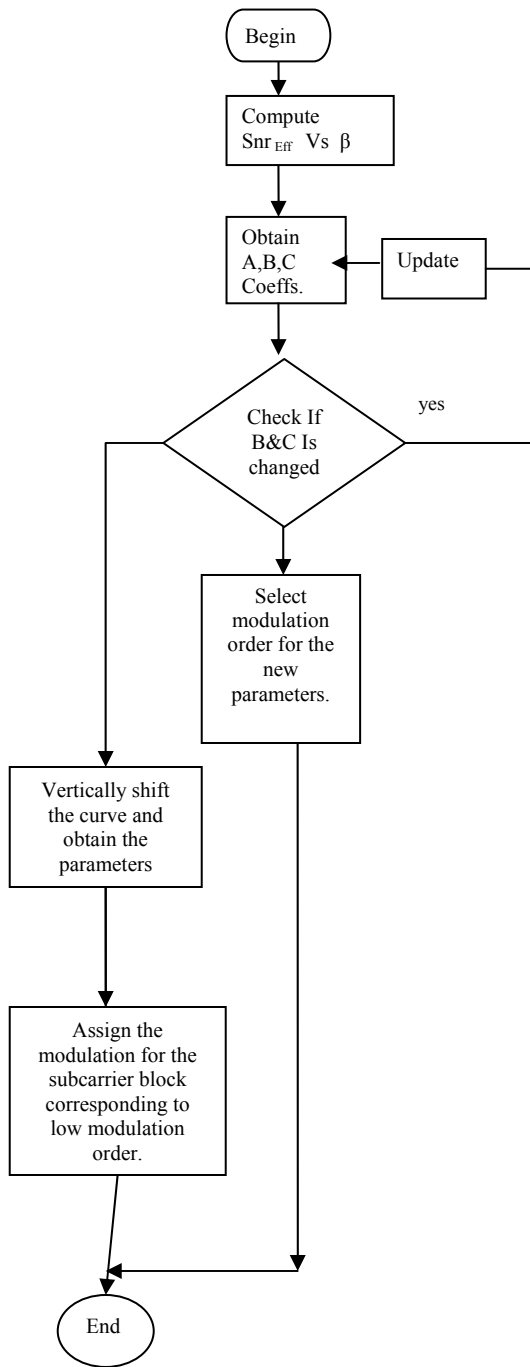 Begin
Compute
Snr Eff Vs β
Obtain
A,B,C
Coeffs.
Update
Check If
B&C Is
changed
yes
Select
modulation
order for the
new
parameters.
Vertically shift
the curve and
obtain the
parameters
Assign the
modulation for the
subcarrier block
corresponding to
low modulation
order.
End